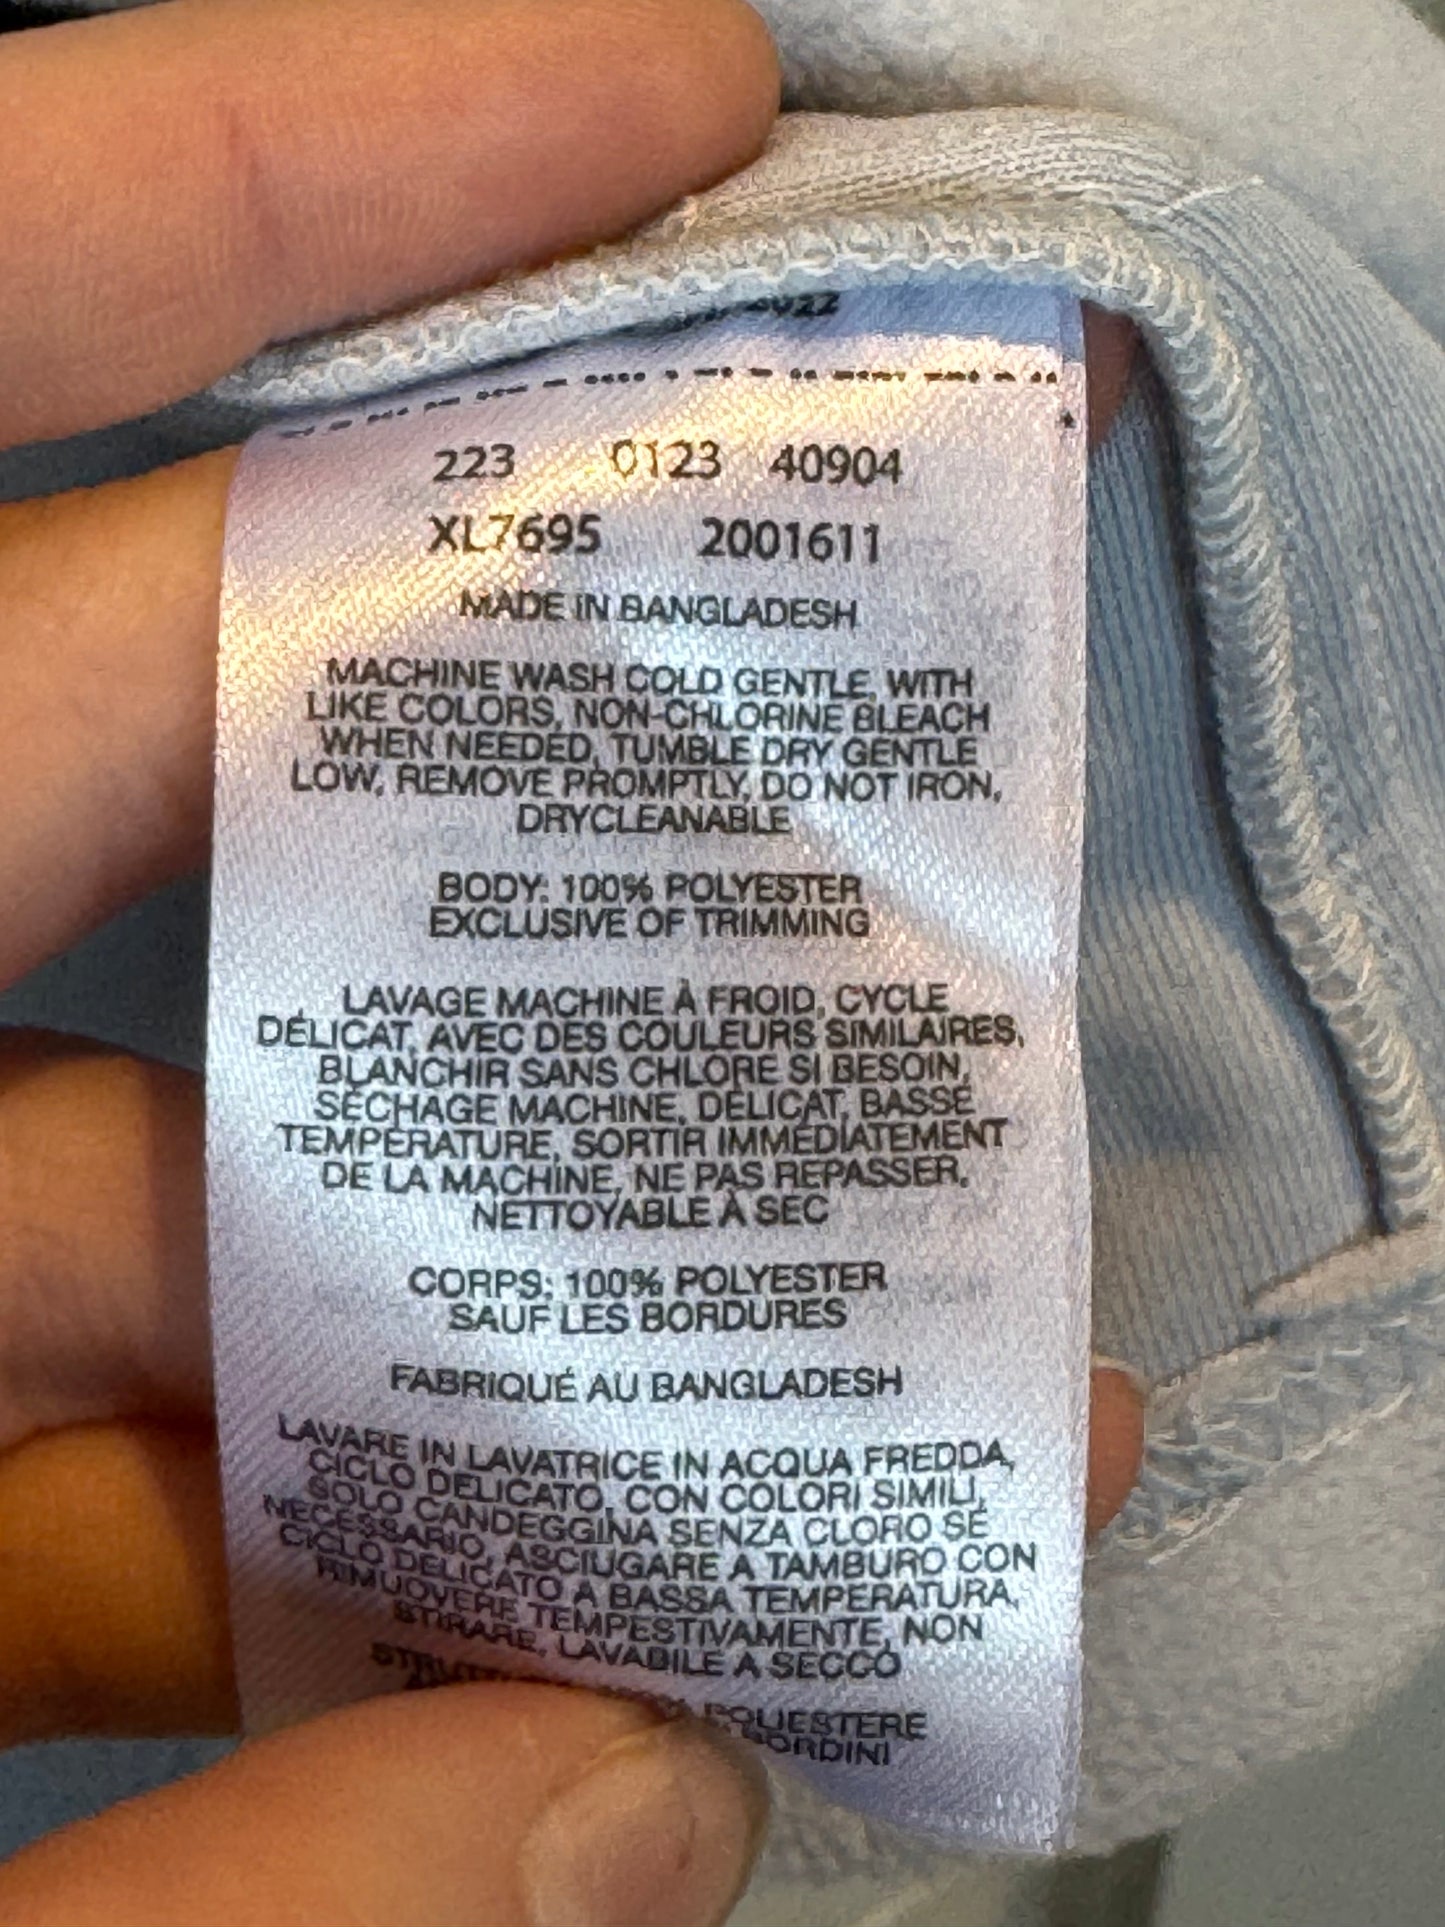 223 0123 40904
XL7695 2001611
MADE IN BANGLADESH
MACHINE WASH COLD GENTLE, WITH
LIKE COLORS, NON-CHLORINE BLEACH
WHEN NEEDED, TUMBLE DRY GENTLE
LOW, REMOVE PROMPTLY, DO NOT IRON,
DRYCLEANABLE
BODY: 100% POLYESTER
EXCLUSIVE OF TRIMMING
LAVAGE MACHINE À FROID, CYCLE
DÉLICAT, AVEC DES COULEURS SIMILAIRES,
BLANCHIR SANS CHLORE SI BESOIN,
SÉCHAGE MACHINE, DÉLICAT, BASSE
TEMPÉRATURE, SORTIR IMMÉDIATEMENT
DE LA MACHINE, NE PAS REPASSER,
NETTOYABLE À SEC
CORPS: 100% POLYESTER
SAUF LES BORDURES
FABRIQUÉ AU BANGLADESH
LAVARE IN LAVATRICE IN ACQUA FREDDA,
CICLO DELICATO, CON COLORI SIMILI,
SOLO CANDEGGINA SENZA CLORO SE
NECESSARIO, ASCIUGARE A TAMBURO CON
CICLO DELICATO A BASSA TEMPERATURA,
RIMUOVERE TEMPESTIVAMENTE, NON
STIRARE, LAVABILE A SECCO
POLIESTERE
BORDINI